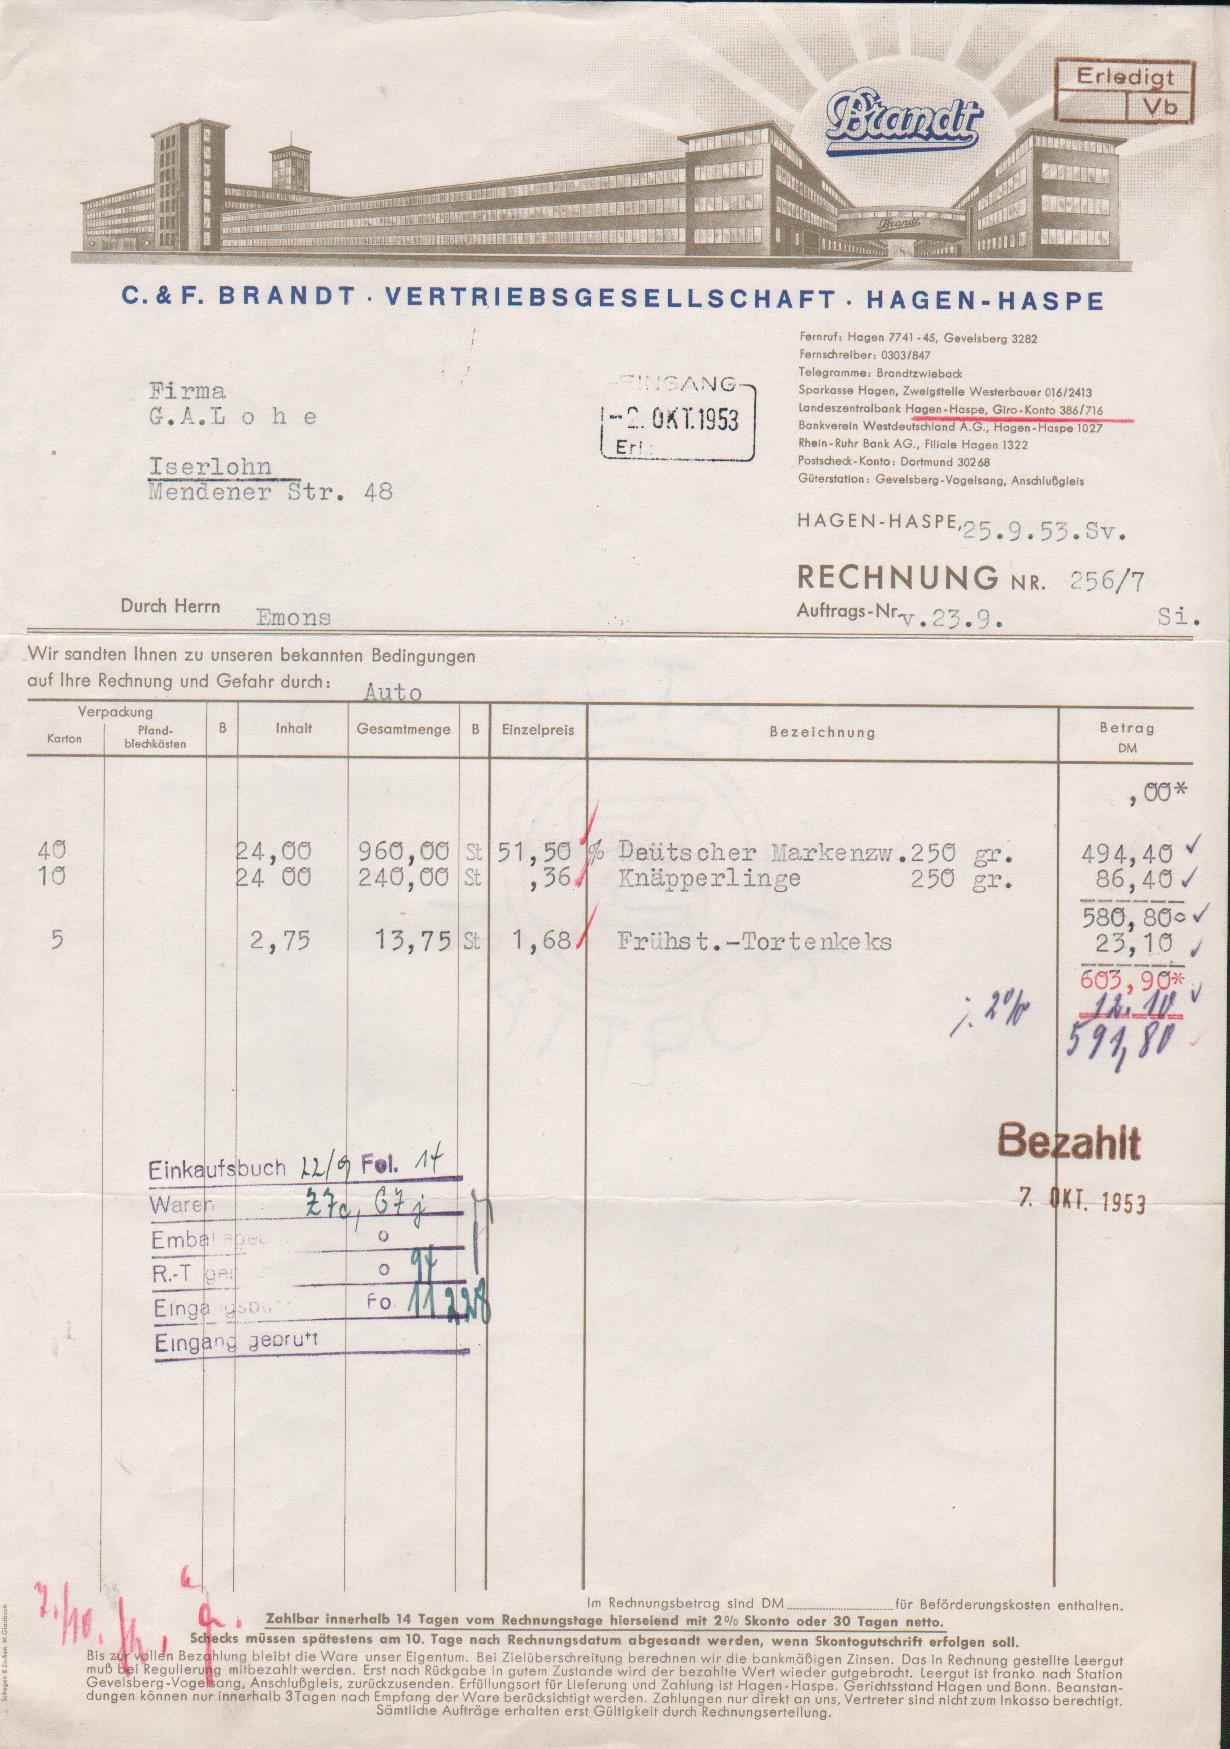 Erledigt
Vb
Brandt
Brandt
C. & F. BRANDT · VERTRIEBSGESELLSCHAFT · HAGEN-HASPE
Fernruf: Hagen 7741-45, Gevelsberg 3282
Fernschreiber: 0303/847
Telegramme: Brandtzwieback
Sparkasse Hagen, Zweigstelle Westerbauer 016/2413
Landeszentralbank Hagen-Haspe, Giro-Konto 386/716
Bankverein Westdeutschland A.G., Hagen-Haspe 1027
Rhein-Ruhr Bank AG., Filiale Hagen 1322
Postscheck-Konto: Dortmund 30268
Güterstation: Gevelsberg-Vogelsang, Anschlußgleis
Firma
G.A.L o h e
Iserlohn
Mendener Str. 48
EINGANG
-2. OKT.1953
Erl.
HAGEN-HASPE, 25.9.53.Sv.
RECHNUNG NR. 256/7
Durch Herrn Emons
Auftrags-Nr. v.23.9. Si.
Wir sandten Ihnen zu unseren bekannten Bedingungen
auf Ihre Rechnung und Gefahr durch: Auto
Verpackung
Karton Pfand-blechkästen B Inhalt Gesamtmenge B Einzelpreis Bezeichnung Betrag DM
,00*
40 24,00 960,00 St 51,50 % Deutscher Markenzw.250 gr. 494,40
10 24 00 240,00 St ,36 Knäpperlinge 250 gr. 86,40
580,80
5 2,75 13,75 St 1,68 Frühst.-Tortenkeks 23,10
603,90*
·/. 2% 12.10
591,80
Bezahlt
7. OKT. 1953
Einkaufsbuch 22/9 Fol. 14
Waren
R.-T
Fo. 11
Eingang geprüft
7./10.
Im Rechnungsbetrag sind DM für Beförderungskosten enthalten.
Zahlbar innerhalb 14 Tagen vom Rechnungstage hierseiend mit 2% Skonto oder 30 Tagen netto.
Schecks müssen spätestens am 10. Tage nach Rechnungsdatum abgesandt werden, wenn Skontogutschrift erfolgen soll.
Bis zur vollen Bezahlung bleibt die Ware unser Eigentum. Bei Zielüberschreitung berechnen wir die bankmäßigen Zinsen. Das in Rechnung gestellte Leergut
muß bei Regulierung mitbezahlt werden. Erst nach Rückgabe in gutem Zustande wird der bezahlte Wert wieder gutgebracht. Leergut ist franko nach Station
Gevelsberg-Vogelsang, Anschlußgleis, zurückzusenden. Erfüllungsort für Lieferung und Zahlung ist Hagen-Haspe. Gerichtsstand Hagen und Bonn. Beanstan-
dungen können nur innerhalb 3 Tagen nach Empfang der Ware berücksichtigt werden. Zahlungen nur direkt an uns, Vertreter sind nicht zum Inkasso berechtigt.
Sämtliche Aufträge erhalten erst Gültigkeit durch Rechnungserteilung.